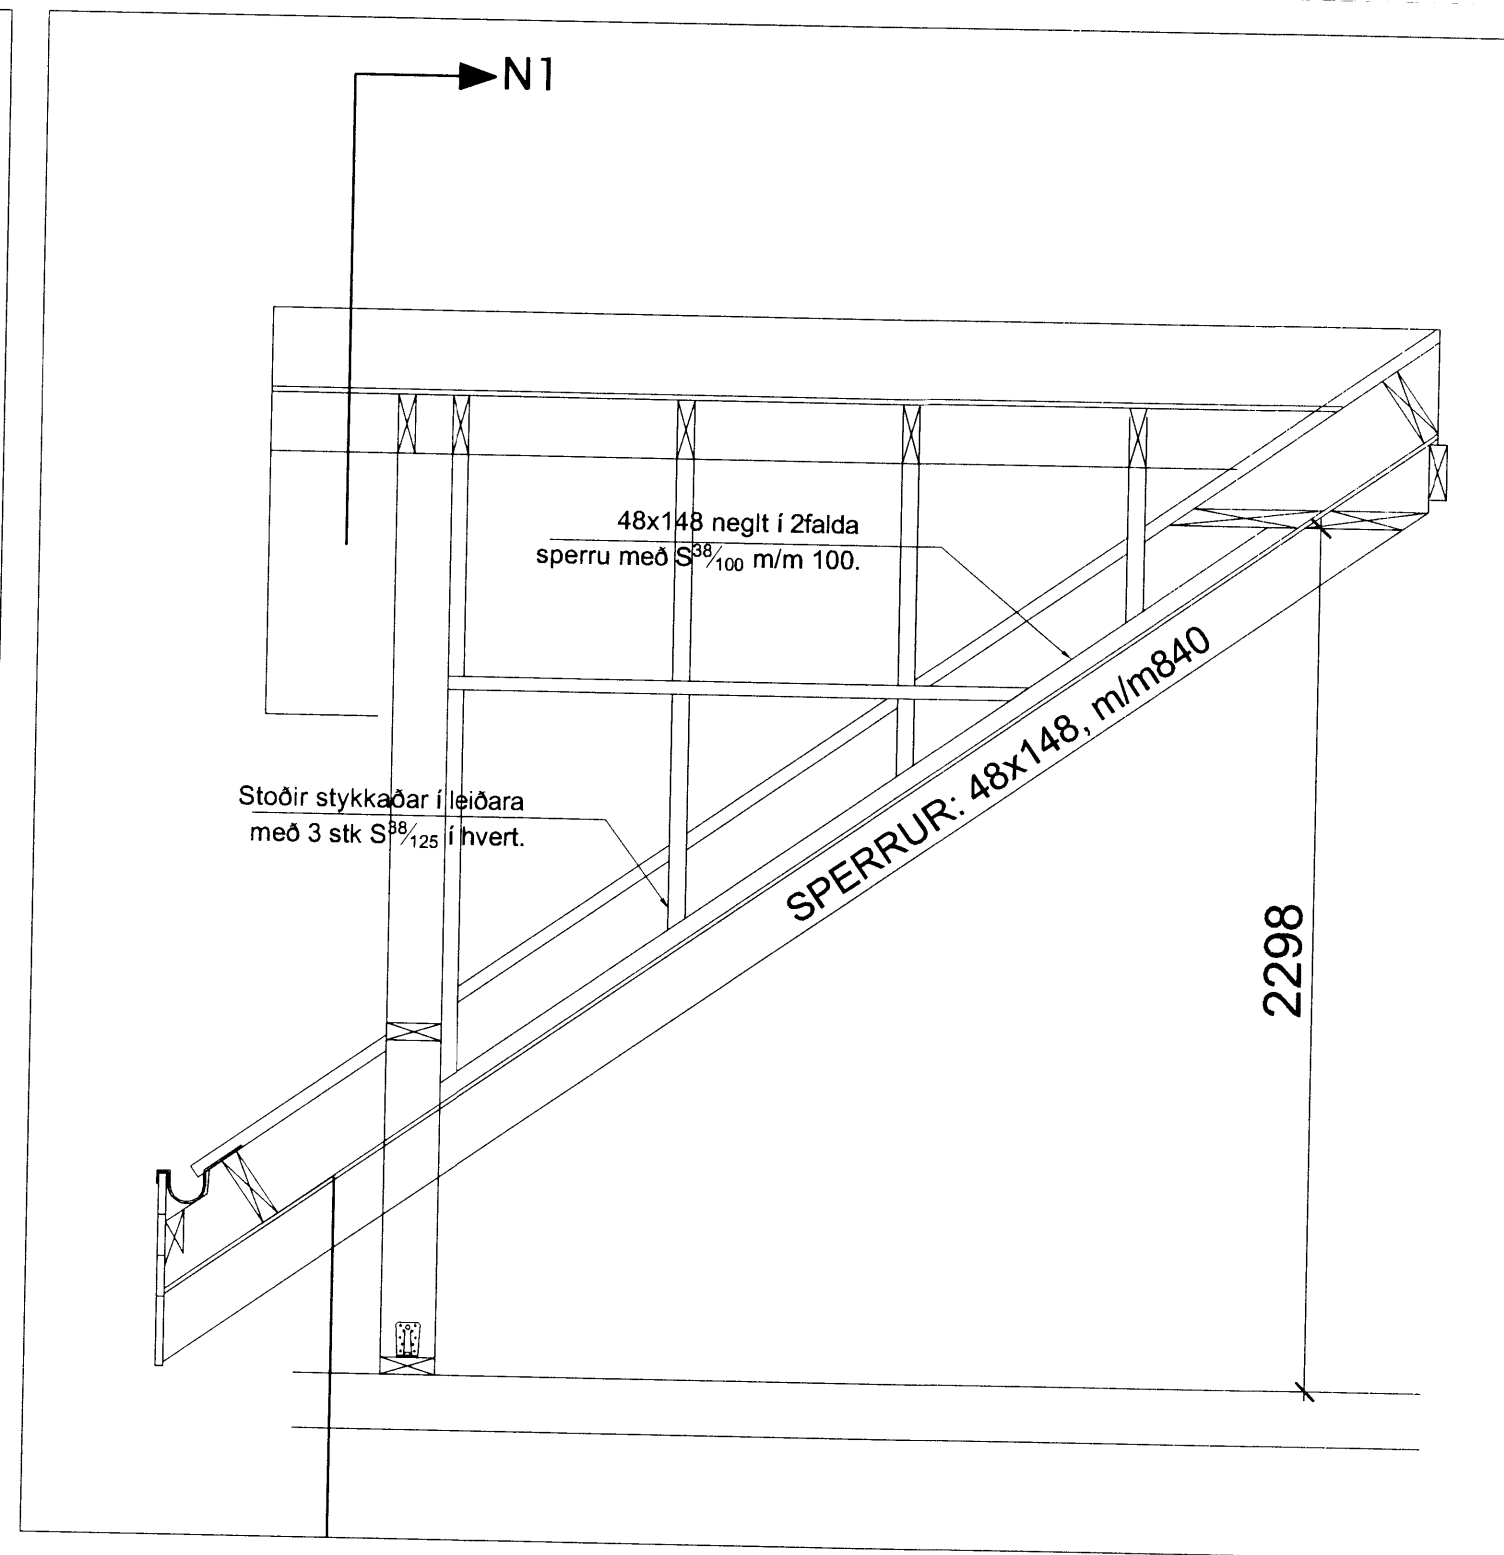 N1
48x148 neglt í 2falda
sperru með S38/100 m/m 100.
Stoðir stykkaðar í leiðara
með 3 stk S38/125 í hvert.
SPERRUR: 48x148, m/m840
2298